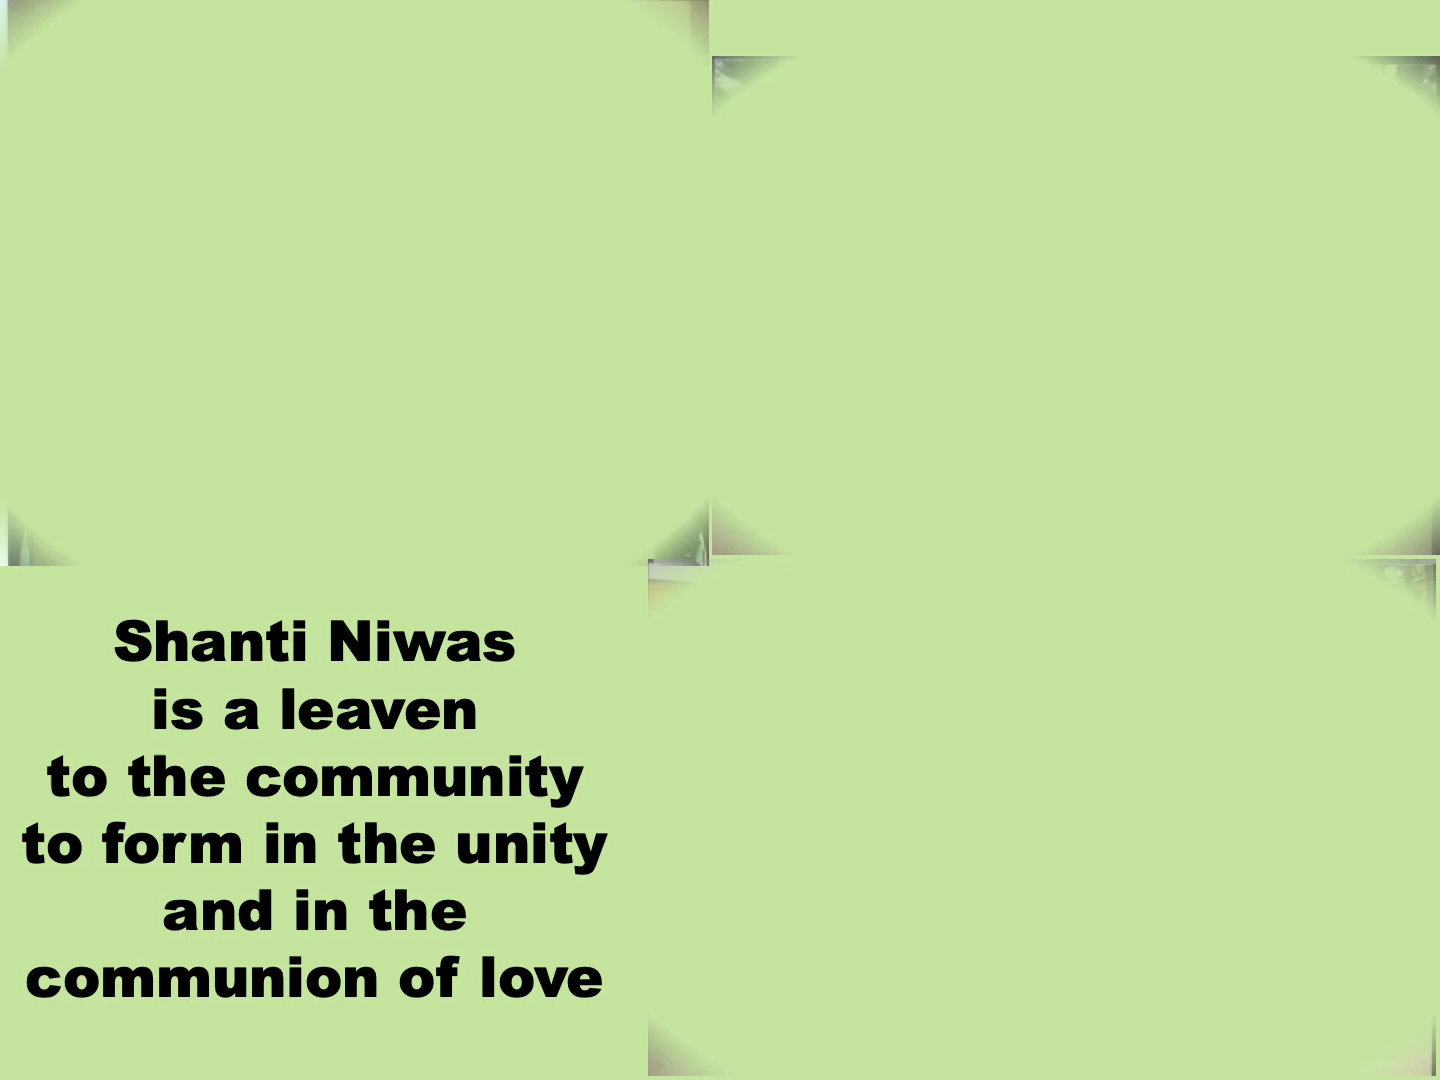 Shanti Niwas
is a leaven
to the community
to form in the unity
and in the
communion of love